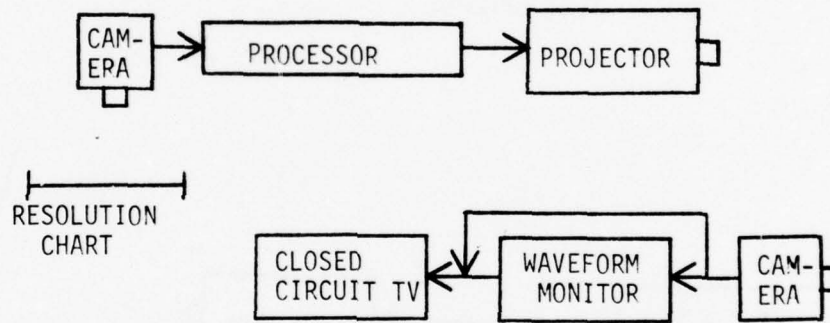 CAM-
ERA
PROCESSOR
PROJECTOR
RESOLUTION
CHART
CLOSED
CIRCUIT TV
WAVEFORM
MONITOR
CAM-
ERA